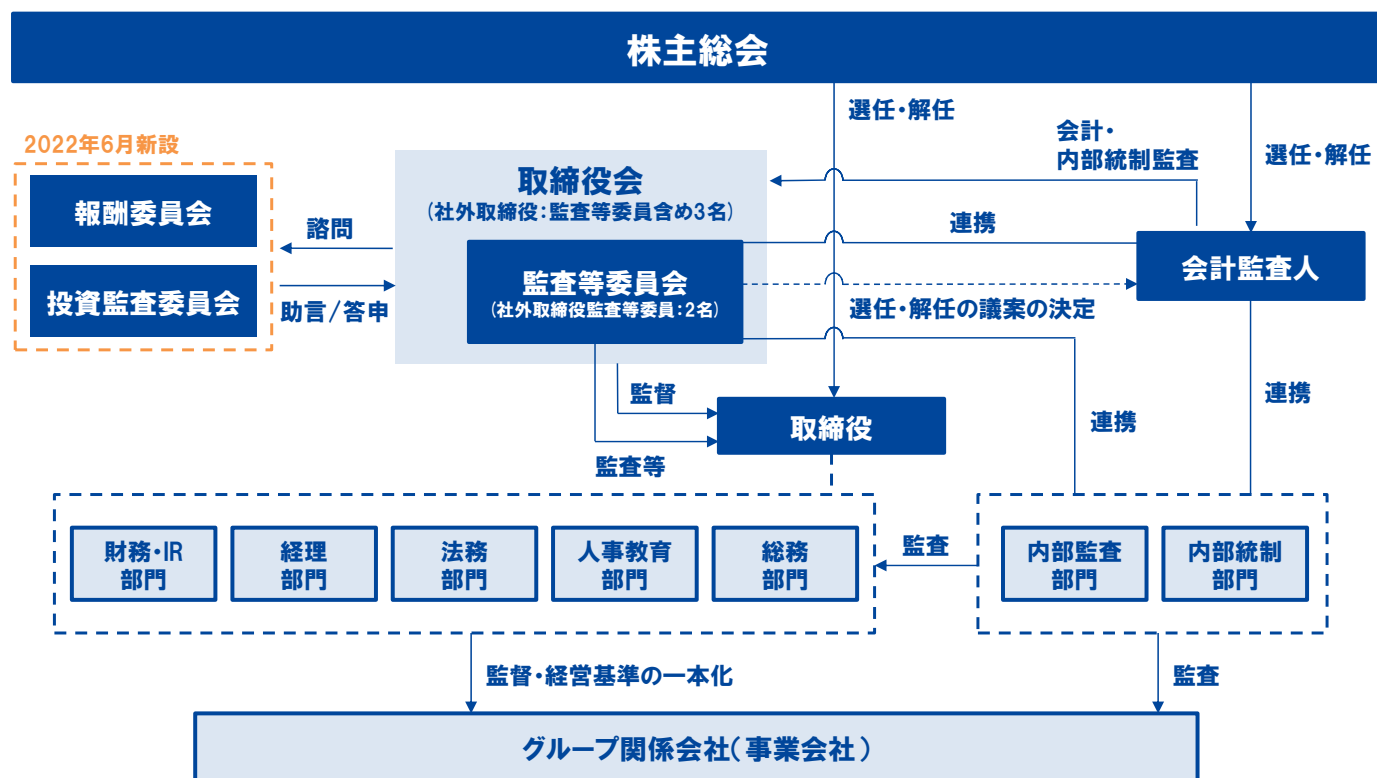 株主総会
選任・解任
会計・
内部統制監査
選任・解任
2022年6月新設
報酬委員会
投資監査委員会
諮問
助言/答申
取締役会
(社外取締役:監査等委員含め3名)
監査等委員会
(社外取締役監査等委員:2名)
連携
会計監査人
選任・解任の議案の決定
監督
取締役
監査等
連携
連携
財務・IR
部門
経理
部門
法務
部門
人事教育
部門
総務
部門
監査
内部監査
部門
内部統制
部門
監督・経営基準の一本化
監査
グループ関係会社(事業会社)